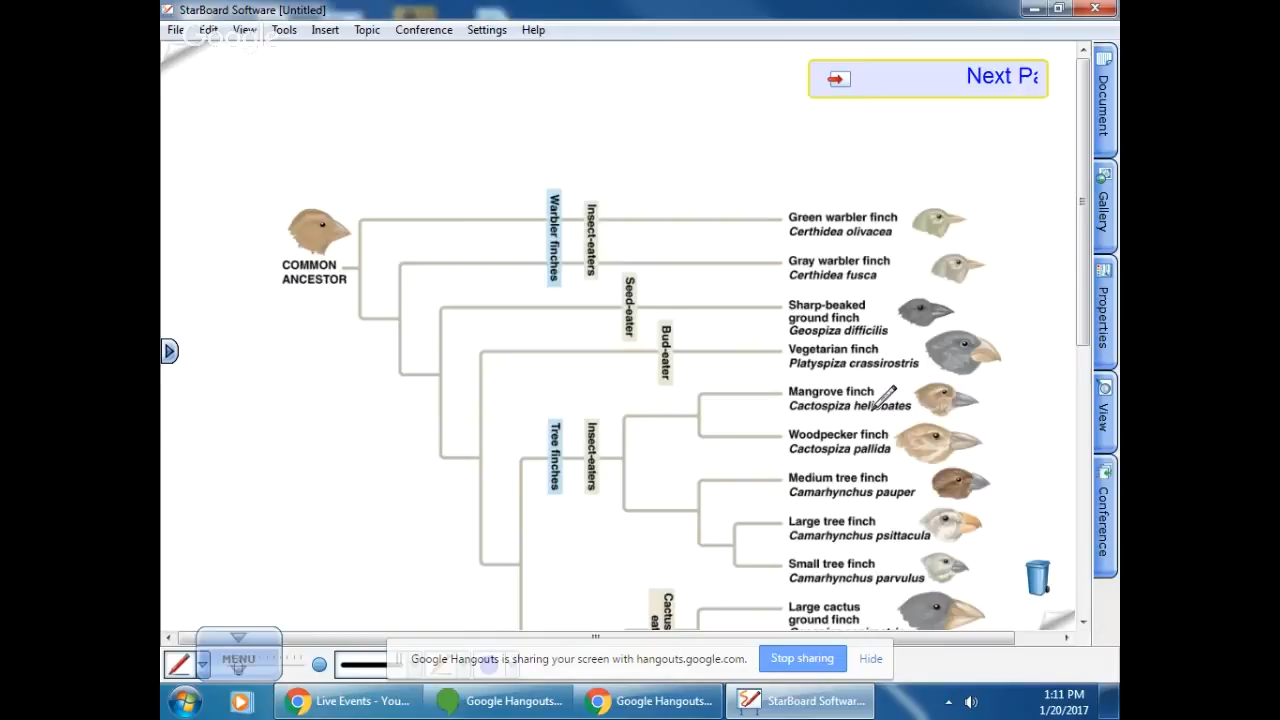 StarBoard Software [Untitled]
File Edit View Tools Insert Topic Conference Settings Help
Google
Next Pa
Document
Gallery
Properties
View
Conference
Warbler finches
Insect-eaters
Seed-eater
Bud-eater
Tree finches
Insect-eaters
Cactus
COMMON
ANCESTOR
Green warbler finch
Certhidea olivacea
Gray warbler finch
Certhidea fusca
Sharp-beaked
ground finch
Geospiza difficilis
Vegetarian finch
Platyspiza crassirostris
Mangrove finch
Cactospiza
Woodpecker finch
Cactospiza pallida
Medium tree finch
Camarhynchus pauper
Large tree finch
Camarhynchus psittacula
Small tree finch
Camarhynchus parvulus
Large cactus
ground finch
MENU
Google Hangouts is sharing your screen with hangouts.google.com.
Stop sharing
Hide
Live Events - You...
Google Hangouts...
Google Hangouts...
StarBoard Softwar...
1:11 PM
1/20/2017